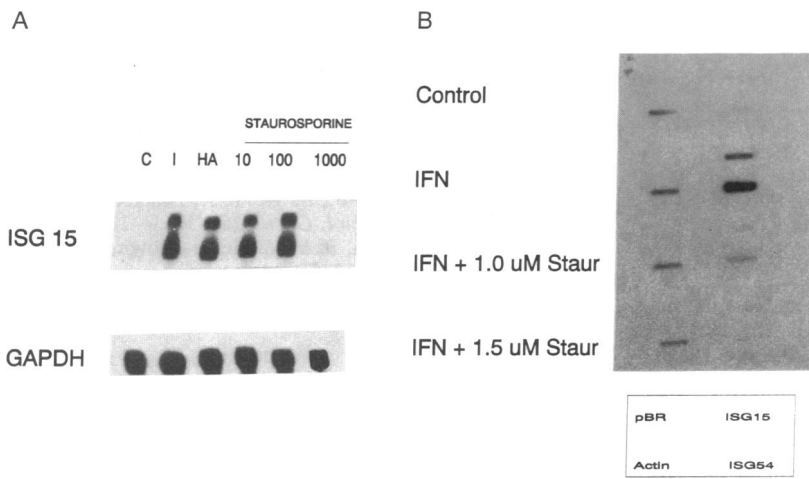 A
STAUROSPORINE
C I HA 10 100 1000
ISG 15
GAPDH
B
Control
IFN
IFN + 1.0 uM Staur
IFN + 1.5 uM Staur
pBR ISG15
Actin ISG54